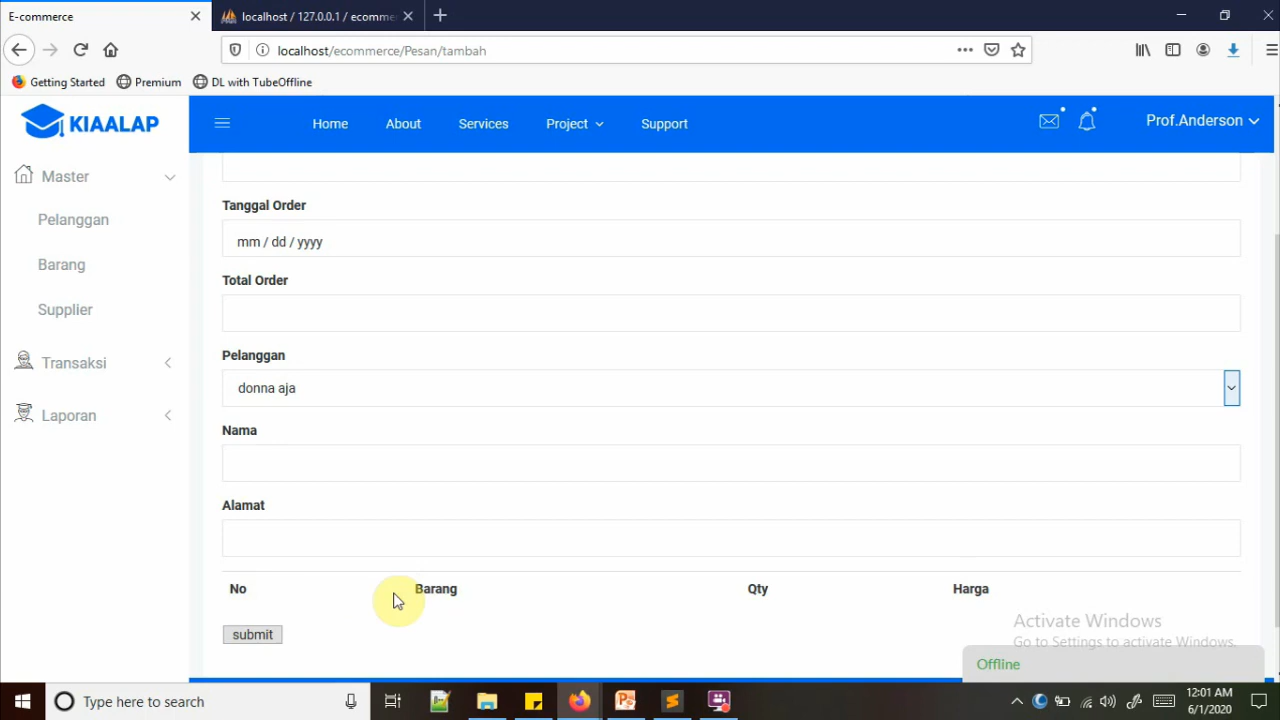 E-commerce
localhost / 127.0.0.1 / ecomme
localhost/ecommerce/Pesan/tambah
Getting Started
Premium
DL with TubeOffline
KIAALAP
Home
About
Services
Project
Support
Prof.Anderson
Master
Pelanggan
Barang
Supplier
Transaksi
Laporan
Tanggal Order
mm / dd / yyyy
Total Order
Pelanggan
donna aja
Nama
Alamat
No Barang Qty Harga
submit
Activate Windows
Go to Settings to activate Windows.
Offline
Type here to search
12:01 AM
6/1/2020